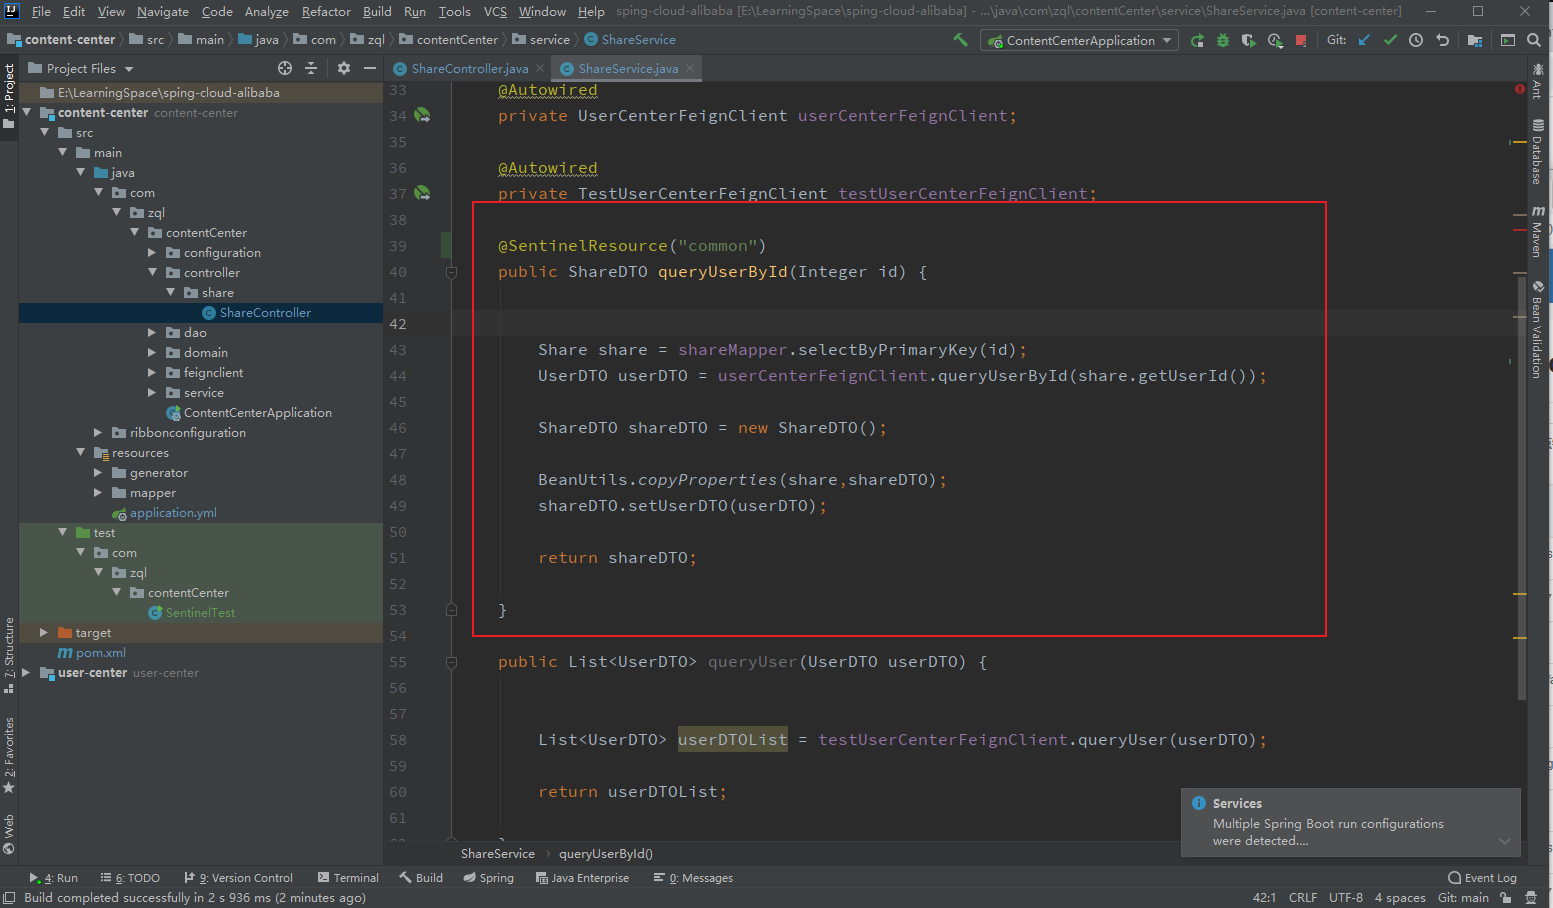 File Edit View Navigate Code Analyze Refactor Build Run Tools VCS Window Help sping-cloud-alibaba [E:\LearningSpace\sping-cloud-alibaba] - ...\java\com\zql\contentCenter\service\ShareService.java [content-center]
content-center src main java com zql contentCenter service ShareService ContentCenterApplication Git:
Project Files
ShareController.java
ShareService.java
1: Project
7: Structure
2: Favorites
Web
E:\LearningSpace\sping-cloud-alibaba
content-center content-center
src
main
java
com
zql
contentCenter
configuration
controller
share
ShareController
dao
domain
feignclient
service
ContentCenterApplication
ribbonconfiguration
resources
generator
mapper
application.yml
test
com
zql
contentCenter
SentinelTest
target
pom.xml
user-center user-center
33 @Autowired
34 private UserCenterFeignClient userCenterFeignClient;
35
36 @Autowired
37 private TestUserCenterFeignClient testUserCenterFeignClient;
38
39 @SentinelResource("common")
40 public ShareDTO queryUserById(Integer id) {
41
42
43 Share share = shareMapper.selectByPrimaryKey(id);
44 UserDTO userDTO = userCenterFeignClient.queryUserById(share.getUserId());
45
46 ShareDTO shareDTO = new ShareDTO();
47
48 BeanUtils.copyProperties(share,shareDTO);
49 shareDTO.setUserDTO(userDTO);
50
51 return shareDTO;
52
53 }
54
55 public List<UserDTO> queryUser(UserDTO userDTO) {
56
57
58 List<UserDTO> userDTOList = testUserCenterFeignClient.queryUser(userDTO);
59
60 return userDTOList;
61
ShareService queryUserById()
Ant
Database
Maven
Bean Validation
Services
Multiple Spring Boot run configurations
were detected....
4: Run 6: TODO 9: Version Control Terminal Build Spring Java Enterprise 0: Messages Event Log
Build completed successfully in 2 s 936 ms (2 minutes ago) 42:1 CRLF UTF-8 4 spaces Git: main